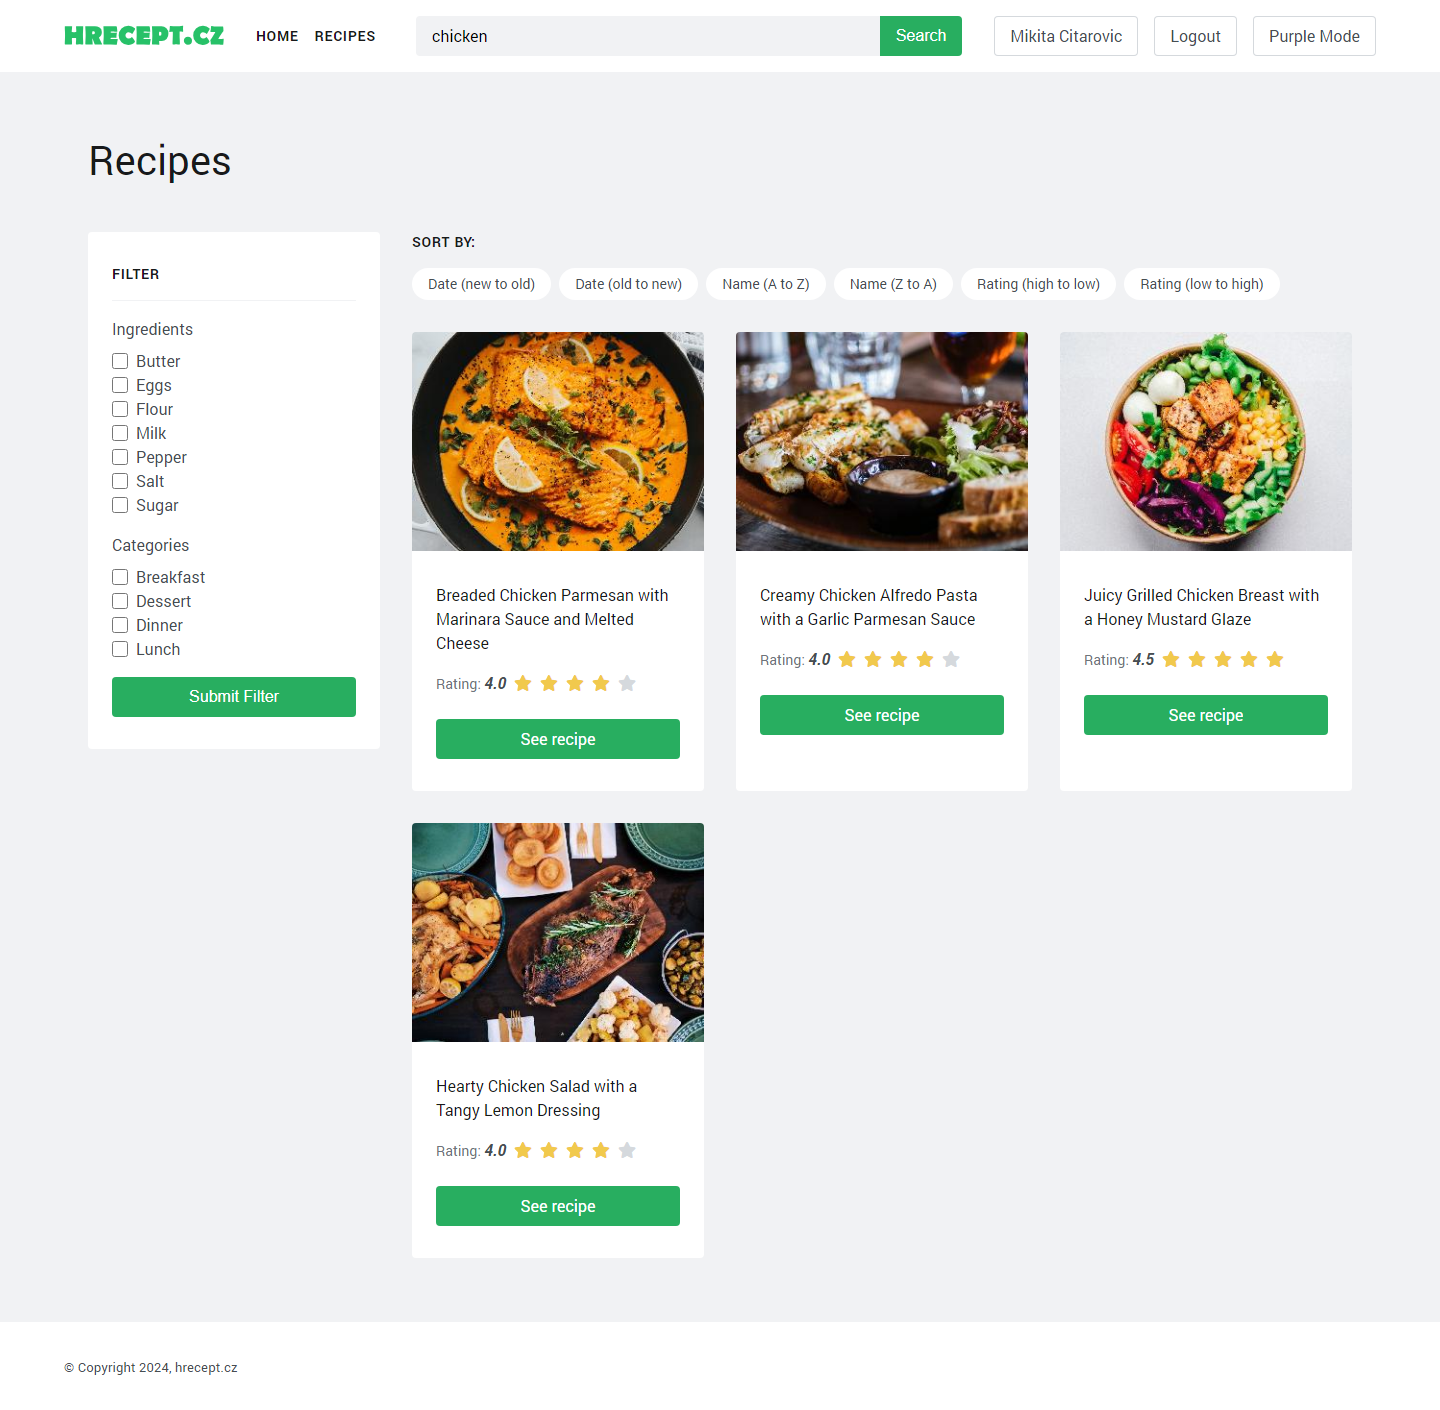 HRECEPT.CZ
HOME
RECIPES
chicken
Search
Mikita Citarovic
Logout
Purple Mode
Recipes
FILTER
Ingredients
Butter
Eggs
Flour
Milk
Pepper
Salt
Sugar
Categories
Breakfast
Dessert
Dinner
Lunch
Submit Filter
SORT BY:
Date (new to old)
Date (old to new)
Name (A to Z)
Name (Z to A)
Rating (high to low)
Rating (low to high)
Breaded Chicken Parmesan with
Marinara Sauce and Melted
Cheese
Rating: 4.0
See recipe
Creamy Chicken Alfredo Pasta
with a Garlic Parmesan Sauce
Rating: 4.0
See recipe
Juicy Grilled Chicken Breast with
a Honey Mustard Glaze
Rating: 4.5
See recipe
Hearty Chicken Salad with a
Tangy Lemon Dressing
Rating: 4.0
See recipe
© Copyright 2024, hrecept.cz